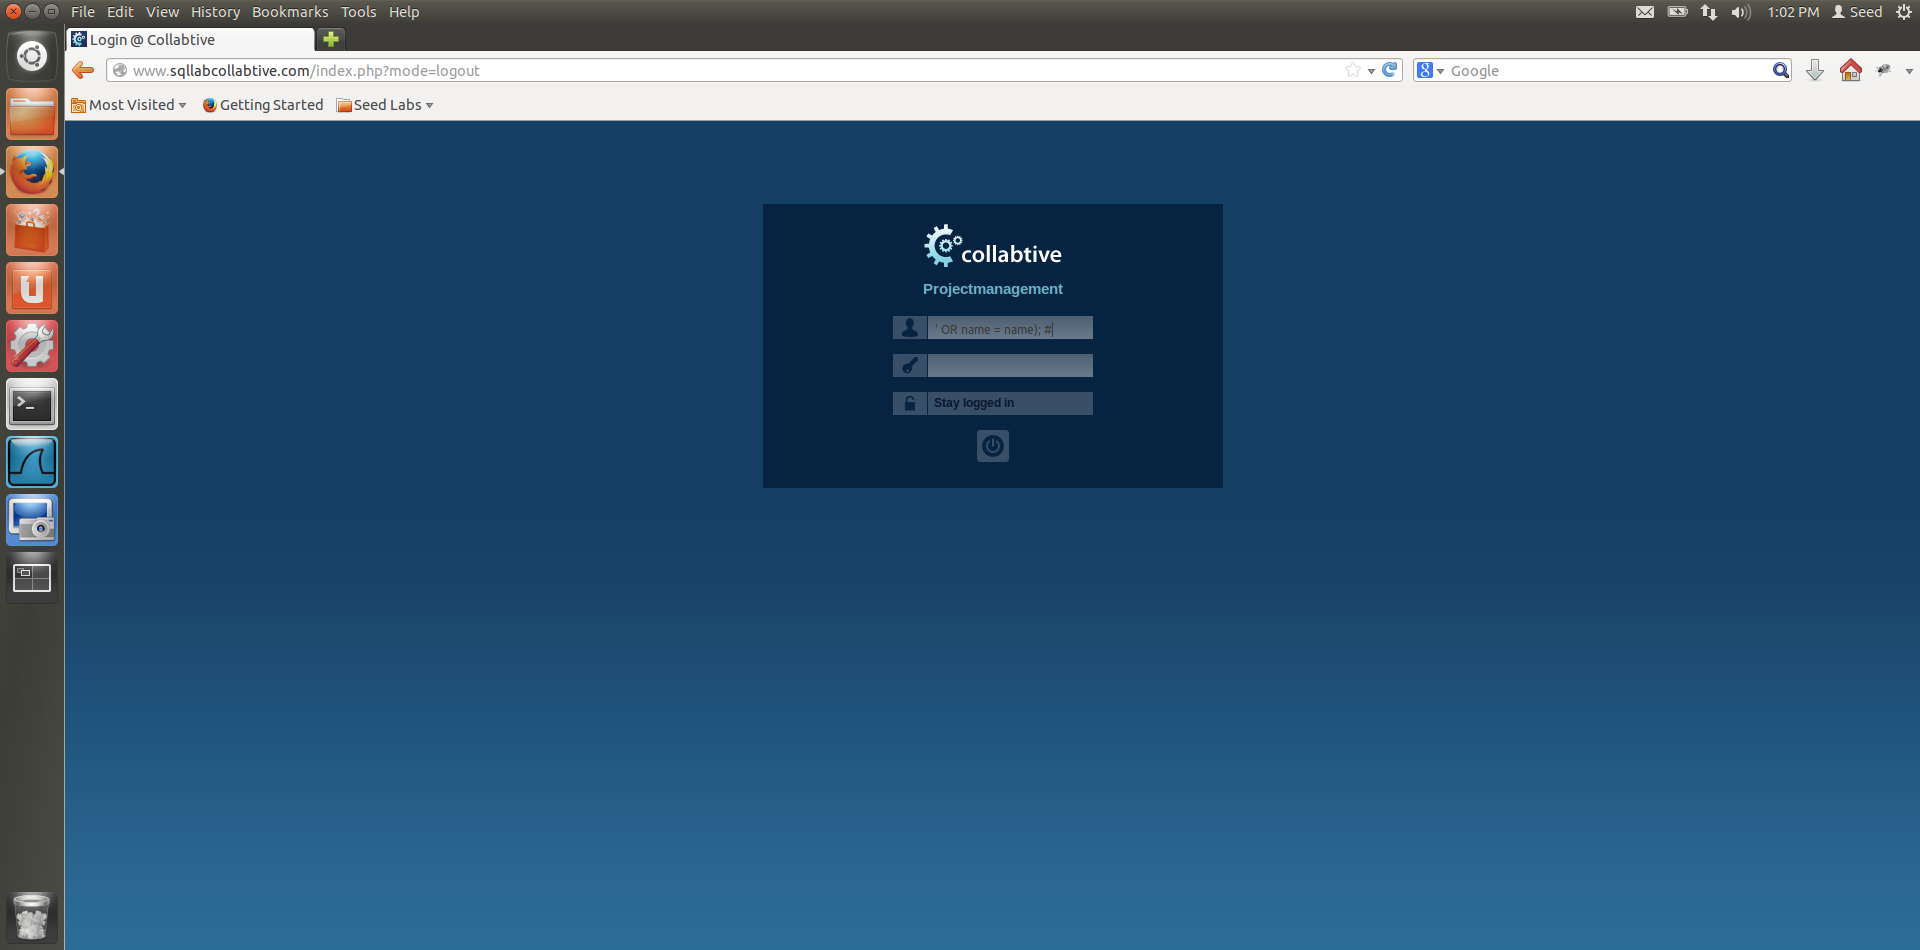 File Edit View History Bookmarks Tools Help 1:02 PM Seed
Login @ Collabtive
www.sqllabcollabtive.com/index.php?mode=logout
8 Google
Most Visited Getting Started Seed Labs
collabtive
Projectmanagement
' OR name = name); #
Stay logged in